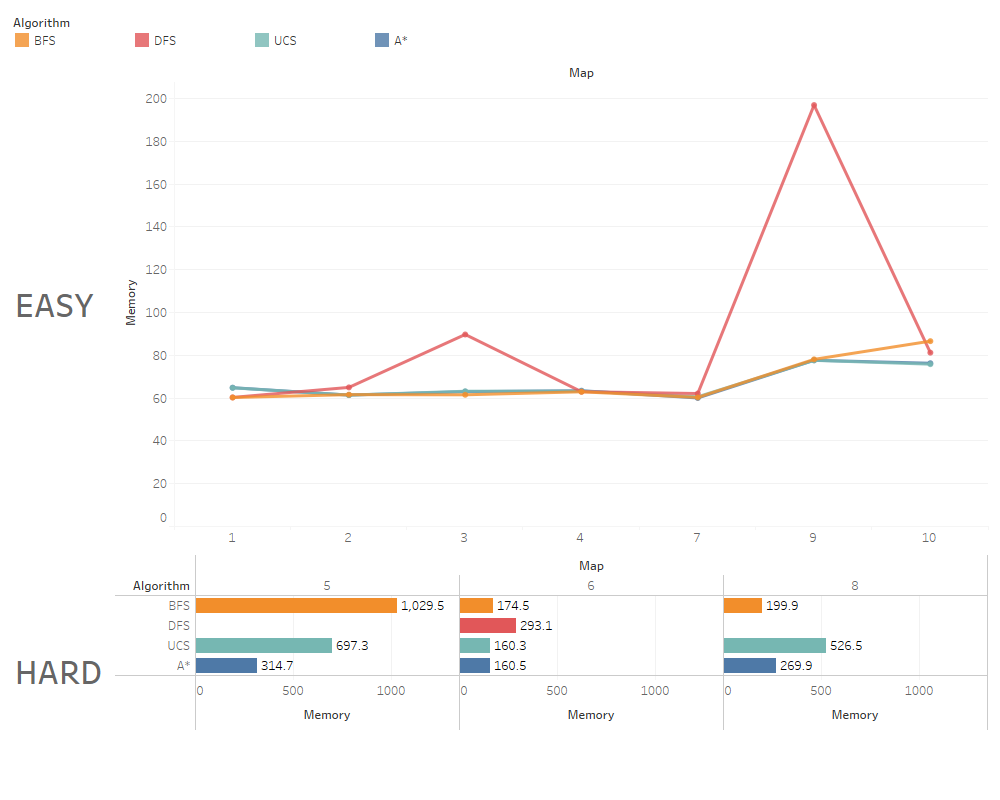 Algorithm
BFS DFS UCS A*
Map
200
180
160
140
120
100
80
60
40
20
0
Memory
EASY
1 2 3 4 7 9 10
Map
Algorithm 5 6 8
BFS 1,029.5 174.5 199.9
DFS 293.1
UCS 697.3 160.3 526.5
A* 314.7 160.5 269.9
HARD
0 500 1000 0 500 1000 0 500 1000
Memory Memory Memory